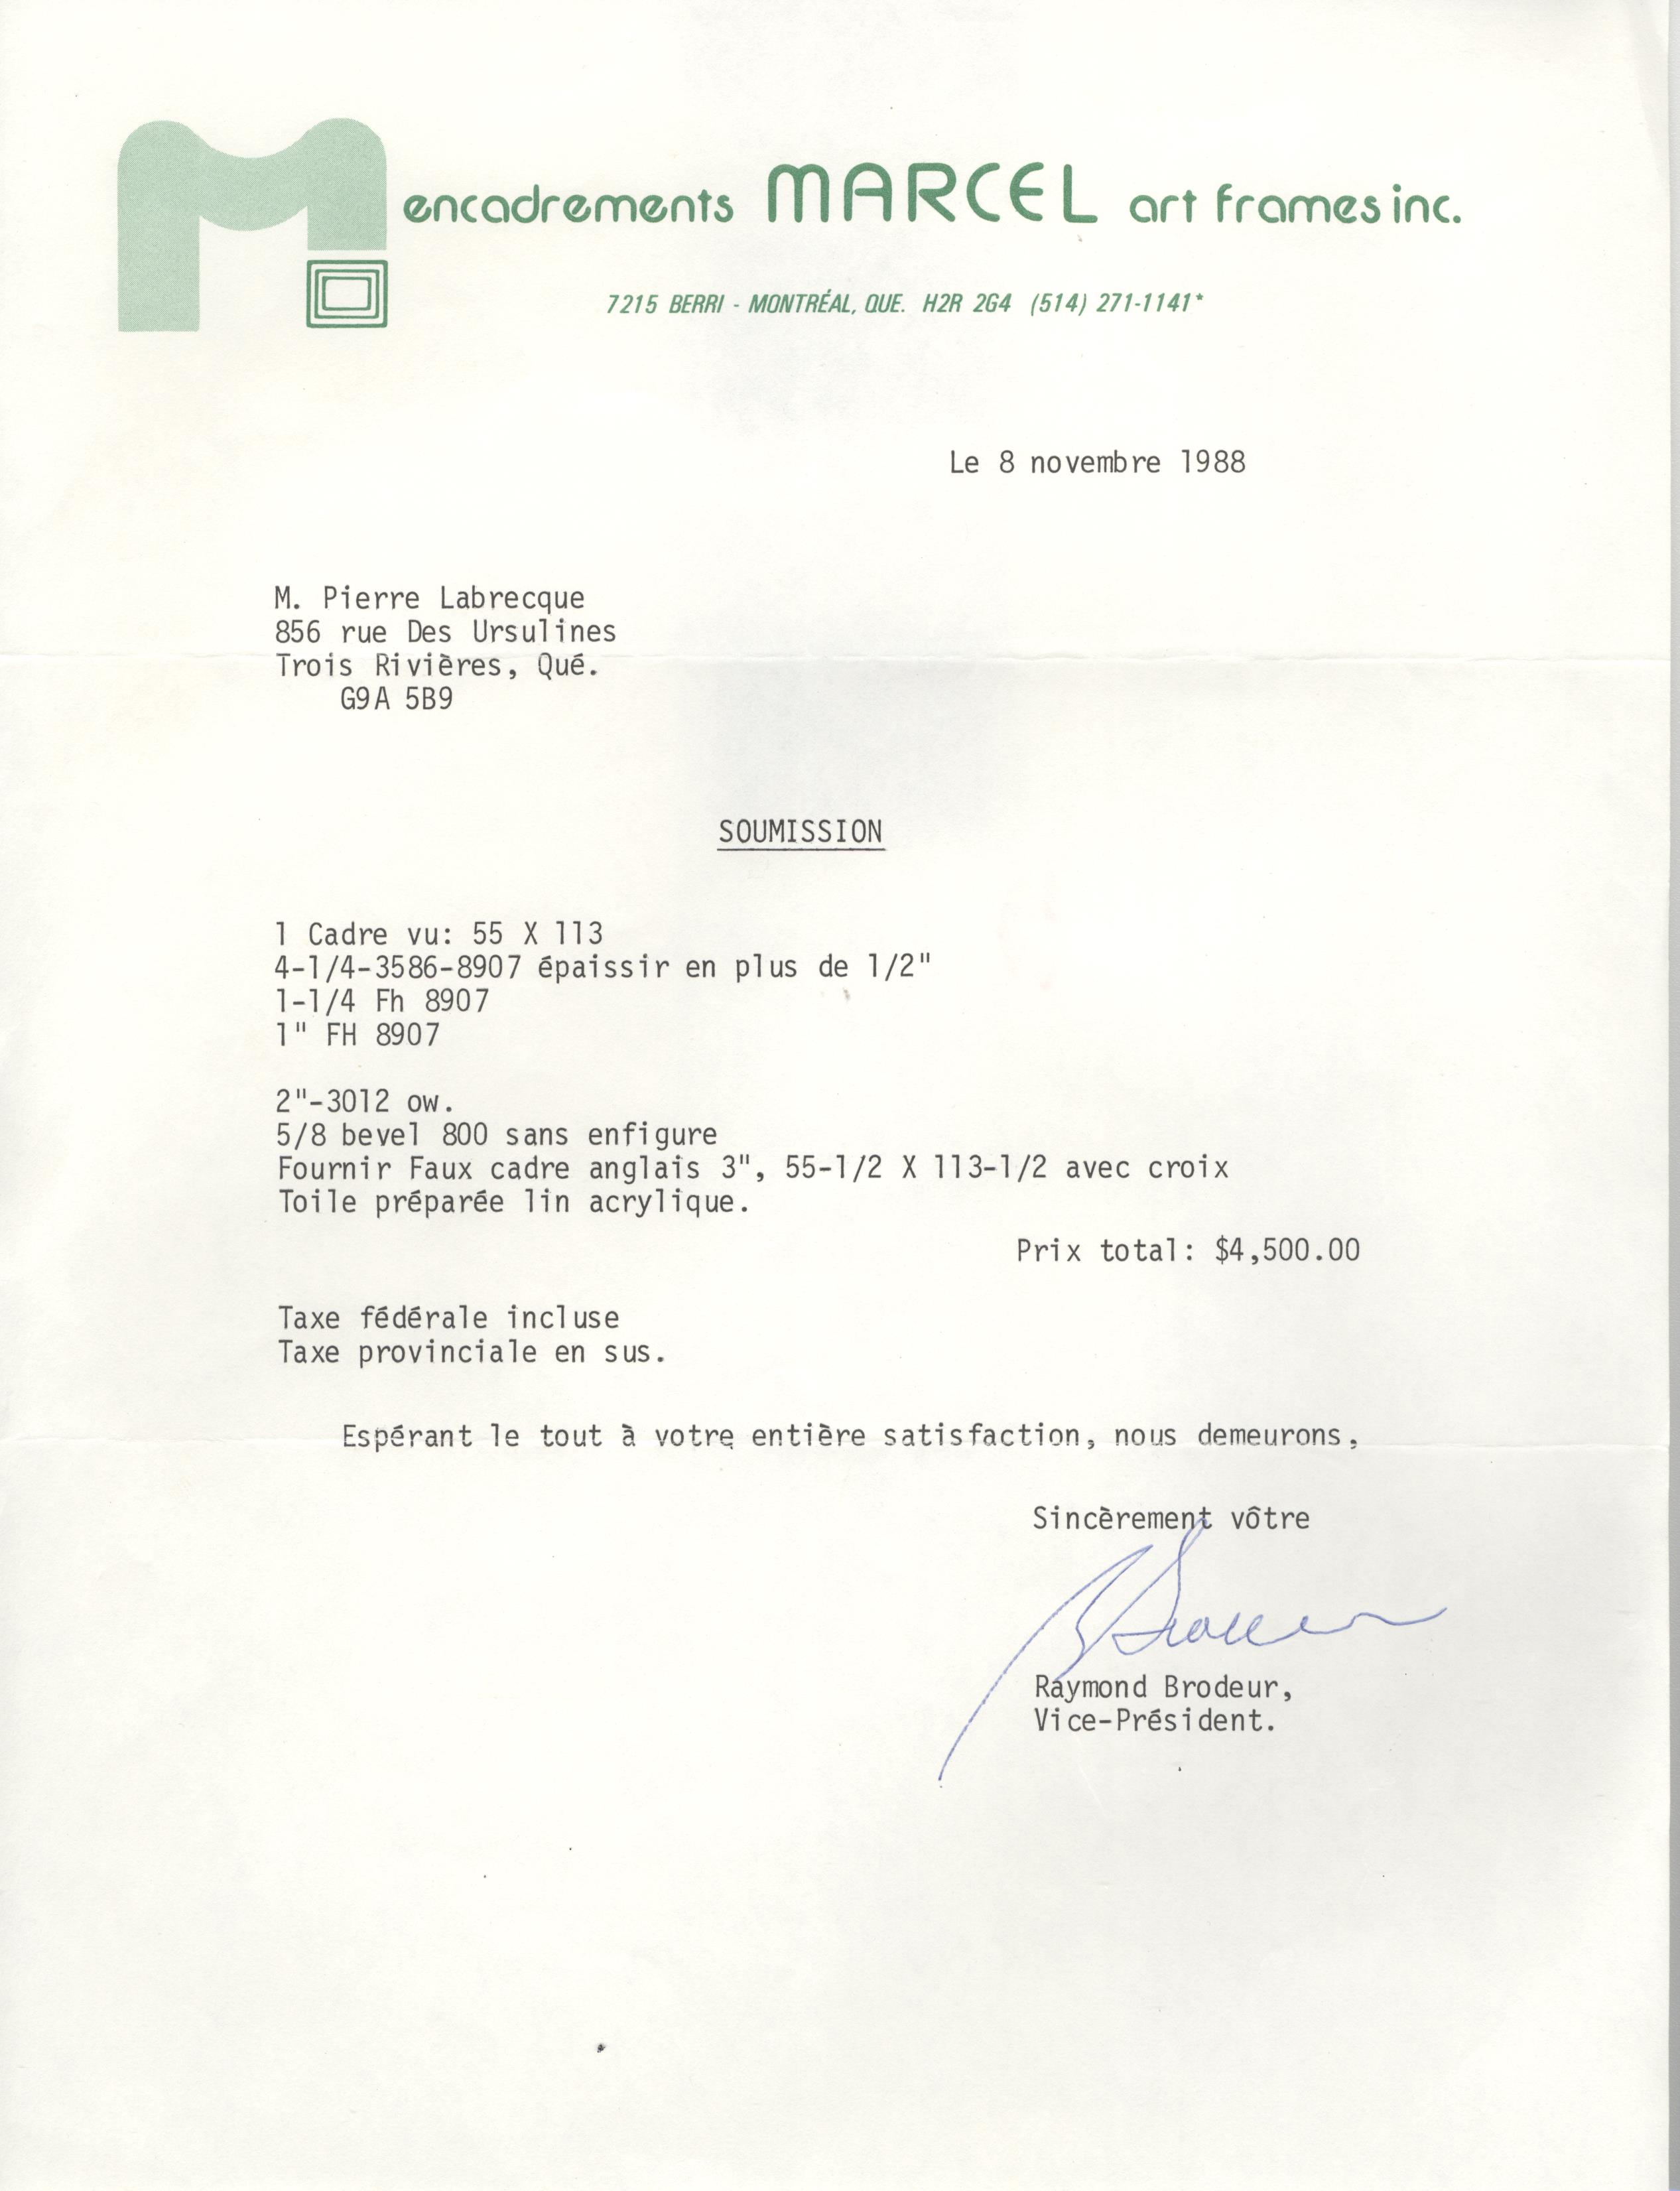 encadrements MARCEL art frames inc.
7215 BERRI - MONTRÉAL, QUE. H2R 2G4 (514) 271-1141*
Le 8 novembre 1988
M. Pierre Labrecque
856 rue Des Ursulines
Trois Rivières, Qué.
G9A 5B9
SOUMISSION
1 Cadre vu: 55 X 113
4-1/4-3586-8907 épaissir en plus de 1/2"
1-1/4 Fh 8907
1" FH 8907
2"-3012 ow.
5/8 bevel 800 sans enfigure
Fournir Faux cadre anglais 3", 55-1/2 X 113-1/2 avec croix
Toile préparée lin acrylique.
Prix total: $4,500.00
Taxe fédérale incluse
Taxe provinciale en sus.
Espérant le tout à votre entière satisfaction, nous demeurons,
Sincèrement vôtre
Raymond Brodeur,
Vice-Président.